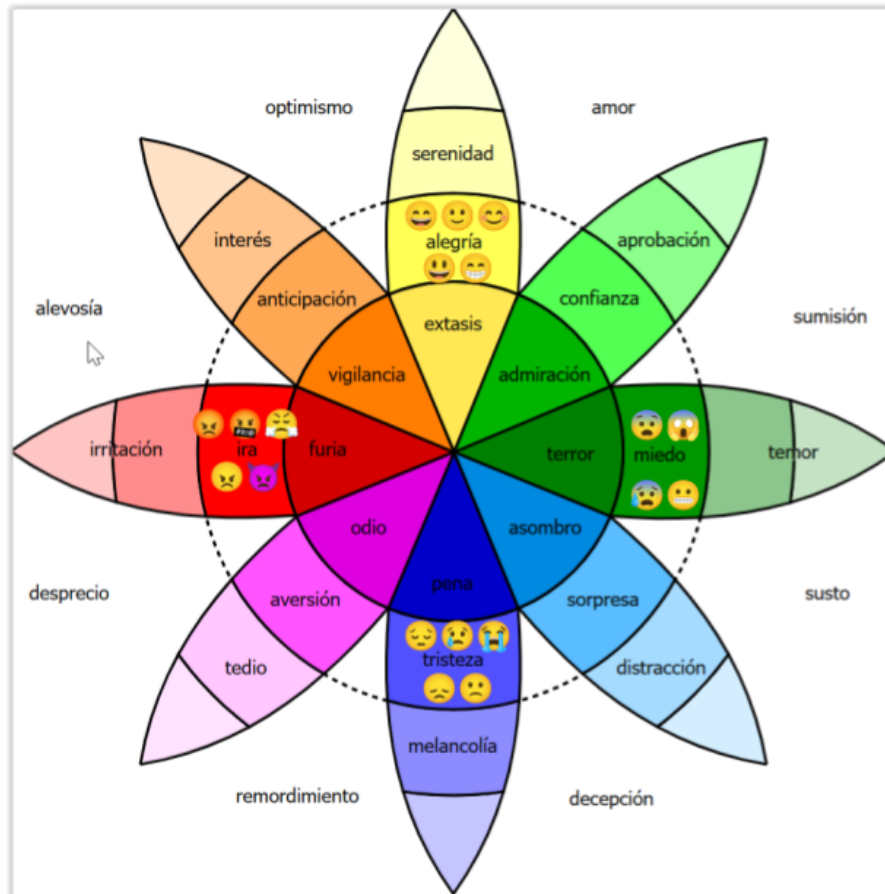 optimismo
amor
serenidad
interés
aprobación
alegría
anticipación
confianza
alevosía
sumisión
extasis
vigilancia
admiración
irritación
ira
furia
terror
miedo
temor
odio
asombro
desprecio
pena
susto
aversión
sorpresa
tedio
tristeza
distracción
melancolía
remordimiento
decepción